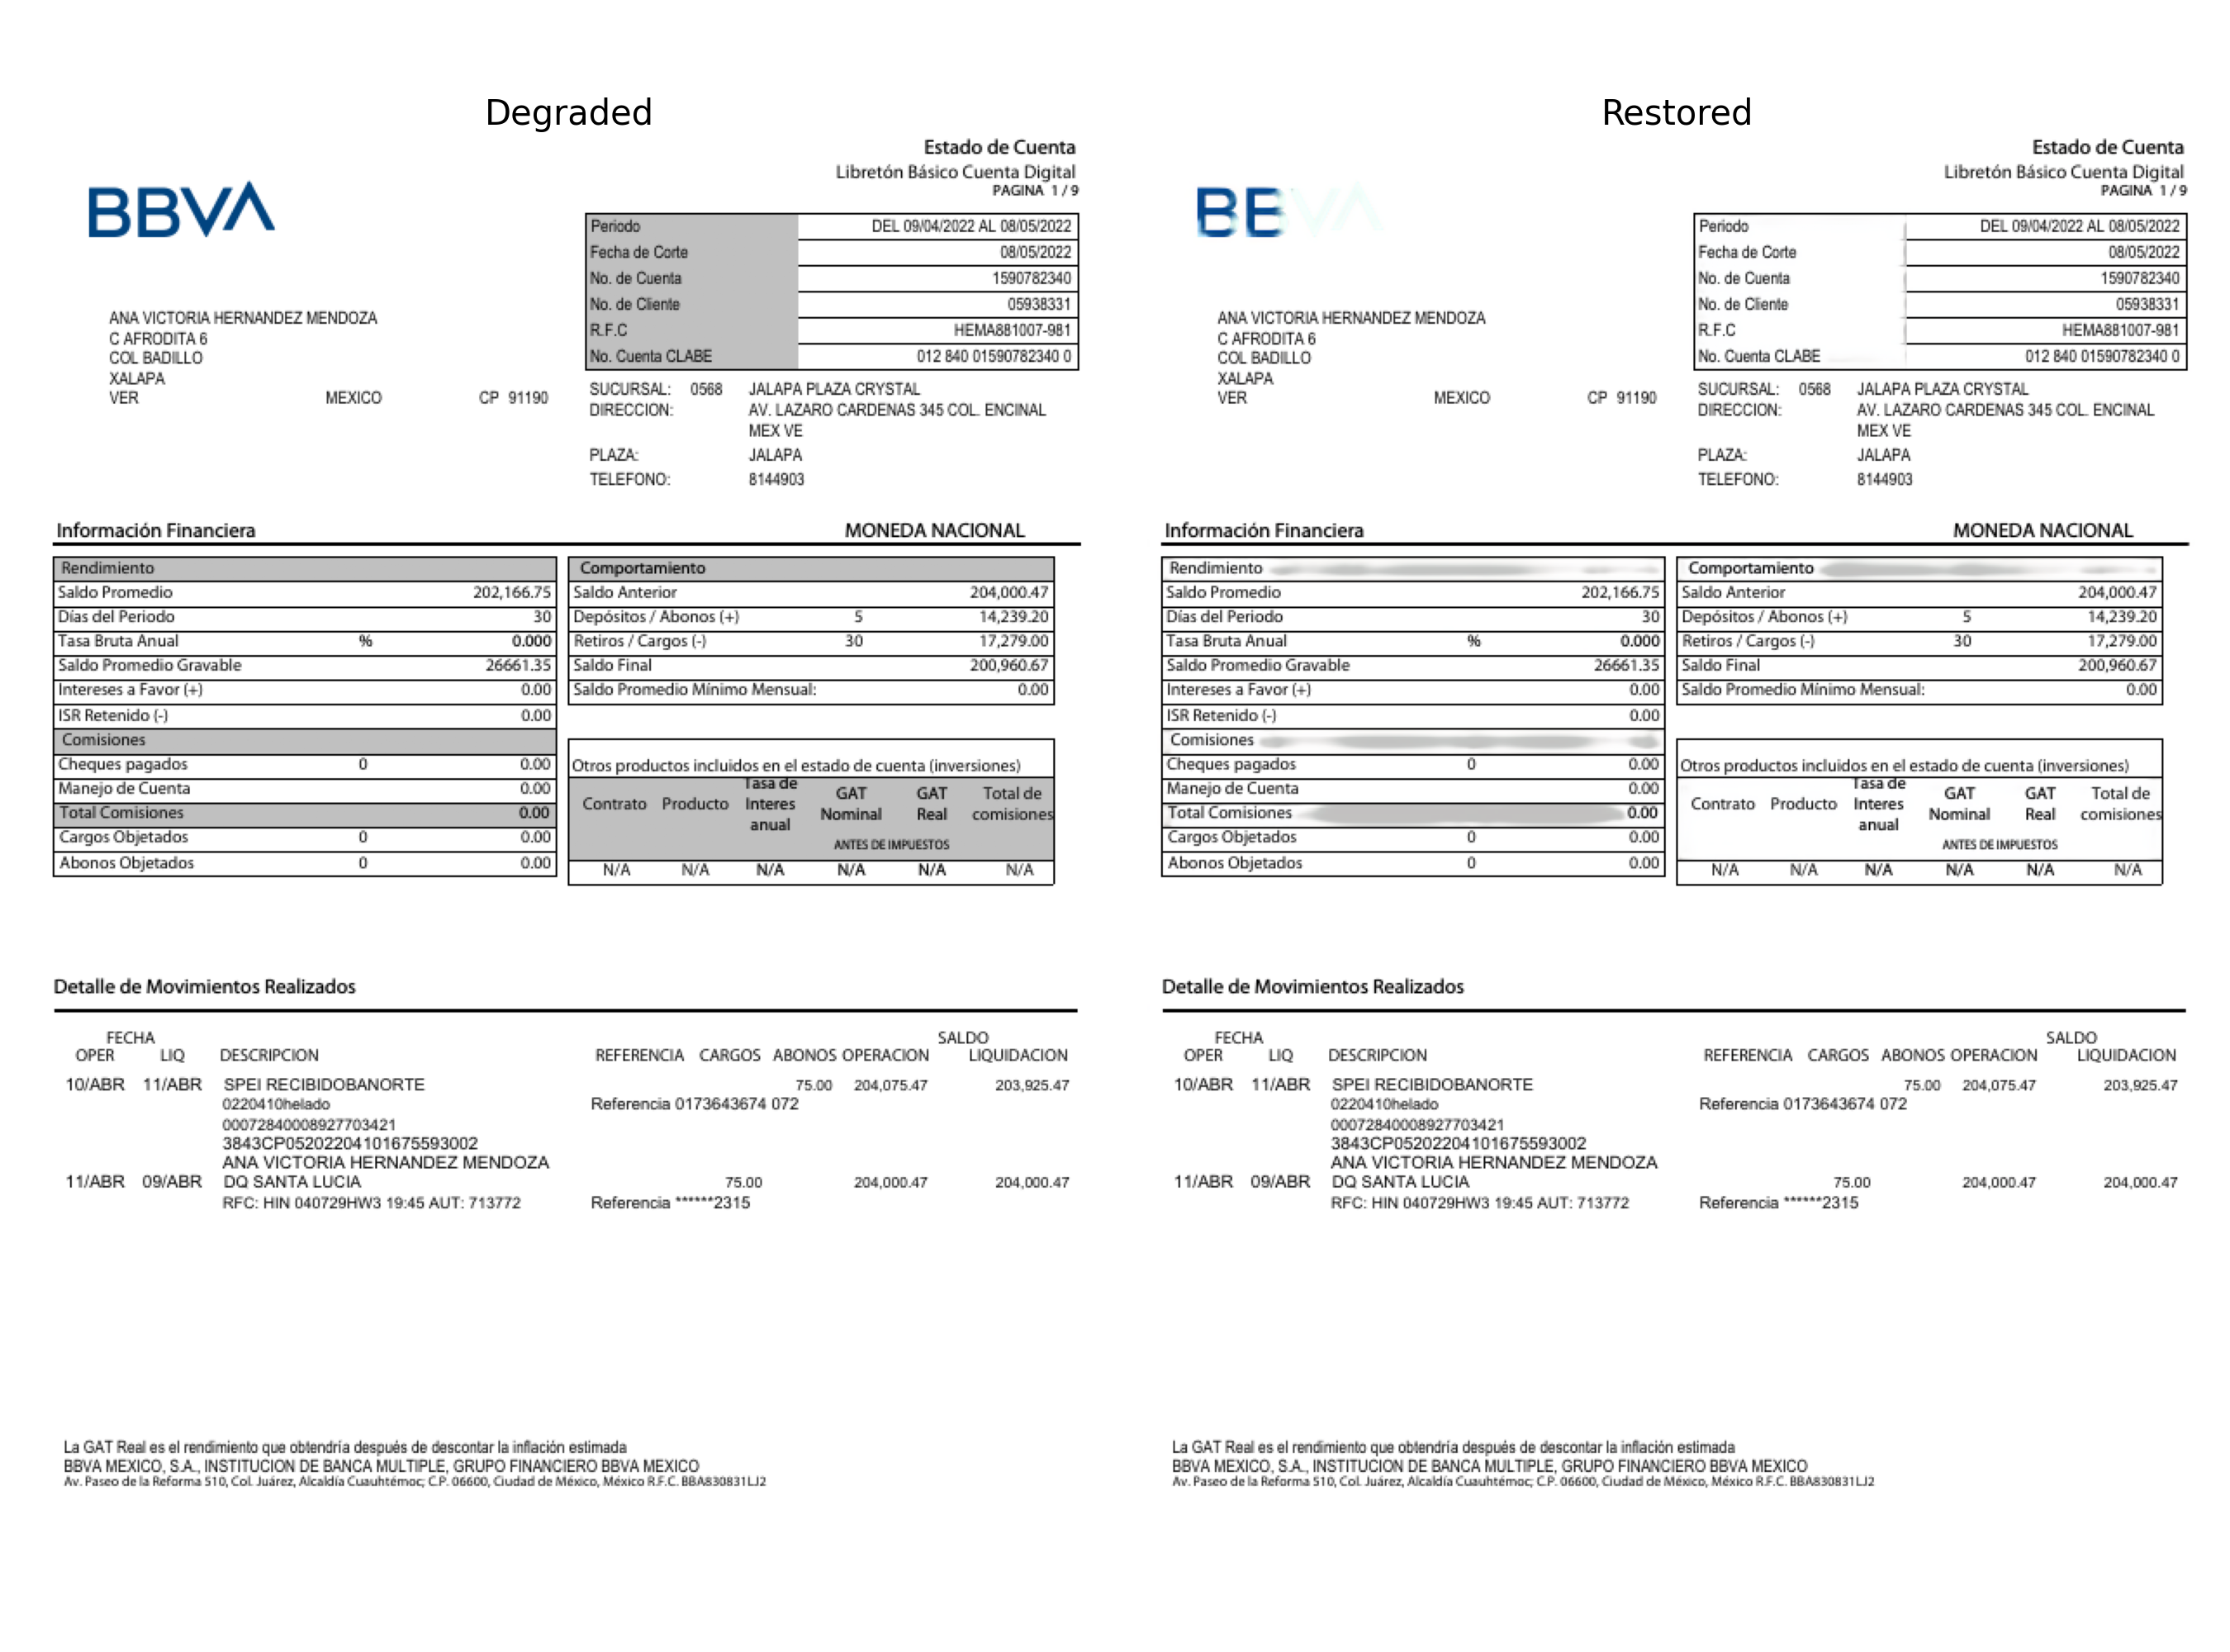 Degraded
Estado de Cuenta
Libretón Básico Cuenta Digital
PAGINA 1 / 9
BBVA
Periodo DEL 09/04/2022 AL 08/05/2022
Fecha de Corte 08/05/2022
No. de Cuenta 1590782340
No. de Cliente 05938331
R.F.C HEMA881007-981
No. Cuenta CLABE 012 840 01590782340 0
ANA VICTORIA HERNANDEZ MENDOZA
C AFRODITA 6
COL BADILLO
XALAPA
VER MEXICO CP 91190
SUCURSAL: 0568 JALAPA PLAZA CRYSTAL
DIRECCION: AV. LAZARO CARDENAS 345 COL. ENCINAL
MEX VE
PLAZA: JALAPA
TELEFONO: 8144903
Información Financiera MONEDA NACIONAL
Rendimiento
Saldo Promedio 202,166.75
Días del Periodo 30
Tasa Bruta Anual % 0.000
Saldo Promedio Gravable 26661.35
Intereses a Favor (+) 0.00
ISR Retenido (-) 0.00
Comisiones
Cheques pagados 0 0.00
Manejo de Cuenta 0.00
Total Comisiones 0.00
Cargos Objetados 0 0.00
Abonos Objetados 0 0.00
Comportamiento
Saldo Anterior 204,000.47
Depósitos / Abonos (+) 5 14,239.20
Retiros / Cargos (-) 30 17,279.00
Saldo Final 200,960.67
Saldo Promedio Mínimo Mensual: 0.00
Otros productos incluidos en el estado de cuenta (inversiones)
Contrato Producto Tasa de Interes anual GAT Nominal GAT Real Total de comisiones
ANTES DE IMPUESTOS
N/A N/A N/A N/A N/A N/A
Detalle de Movimientos Realizados
FECHA SALDO
OPER LIQ DESCRIPCION REFERENCIA CARGOS ABONOS OPERACION LIQUIDACION
10/ABR 11/ABR SPEI RECIBIDOBANORTE 75.00 204,075.47 203,925.47
0220410helado Referencia 0173643674 072
00072840008927703421
3843CP05202204101675593002
ANA VICTORIA HERNANDEZ MENDOZA
11/ABR 09/ABR DQ SANTA LUCIA 75.00 204,000.47 204,000.47
RFC: HIN 040729HW3 19:45 AUT: 713772 Referencia ******2315
La GAT Real es el rendimiento que obtendría después de descontar la inflación estimada
BBVA MEXICO, S.A., INSTITUCION DE BANCA MULTIPLE, GRUPO FINANCIERO BBVA MEXICO
Av. Paseo de la Reforma 510, Col. Juárez, Alcaldía Cuauhtémoc; C.P. 06600, Ciudad de México, México R.F.C. BBA830831LJ2
Restored
Estado de Cuenta
Libretón Básico Cuenta Digital
PAGINA 1 / 9
BEVA
Periodo DEL 09/04/2022 AL 08/05/2022
Fecha de Corte 08/05/2022
No. de Cuenta 1590782340
No. de Cliente 05938331
R.F.C HEMA881007-981
No. Cuenta CLABE 012 840 01590782340 0
ANA VICTORIA HERNANDEZ MENDOZA
C AFRODITA 6
COL BADILLO
XALAPA
VER MEXICO CP 91190
SUCURSAL: 0568 JALAPA PLAZA CRYSTAL
DIRECCION: AV. LAZARO CARDENAS 345 COL. ENCINAL
MEX VE
PLAZA: JALAPA
TELEFONO: 8144903
Información Financiera MONEDA NACIONAL
Rendimiento
Saldo Promedio 202,166.75
Días del Periodo 30
Tasa Bruta Anual % 0.000
Saldo Promedio Gravable 26661.35
Intereses a Favor (+) 0.00
ISR Retenido (-) 0.00
Comisiones
Cheques pagados 0 0.00
Manejo de Cuenta 0.00
Total Comisiones 0.00
Cargos Objetados 0 0.00
Abonos Objetados 0 0.00
Comportamiento
Saldo Anterior 204,000.47
Depósitos / Abonos (+) 5 14,239.20
Retiros / Cargos (-) 30 17,279.00
Saldo Final 200,960.67
Saldo Promedio Mínimo Mensual: 0.00
Otros productos incluidos en el estado de cuenta (inversiones)
Contrato Producto Tasa de Interes anual GAT Nominal GAT Real Total de comisiones
ANTES DE IMPUESTOS
N/A N/A N/A N/A N/A N/A
Detalle de Movimientos Realizados
FECHA SALDO
OPER LIQ DESCRIPCION REFERENCIA CARGOS ABONOS OPERACION LIQUIDACION
10/ABR 11/ABR SPEI RECIBIDOBANORTE 75.00 204,075.47 203,925.47
0220410helado Referencia 0173643674 072
00072840008927703421
3843CP05202204101675593002
ANA VICTORIA HERNANDEZ MENDOZA
11/ABR 09/ABR DQ SANTA LUCIA 75.00 204,000.47 204,000.47
RFC: HIN 040729HW3 19:45 AUT: 713772 Referencia ******2315
La GAT Real es el rendimiento que obtendría después de descontar la inflación estimada
BBVA MEXICO, S.A., INSTITUCION DE BANCA MULTIPLE, GRUPO FINANCIERO BBVA MEXICO
Av. Paseo de la Reforma 510, Col. Juárez, Alcaldía Cuauhtémoc; C.P. 06600, Ciudad de México, México R.F.C. BBA830831LJ2